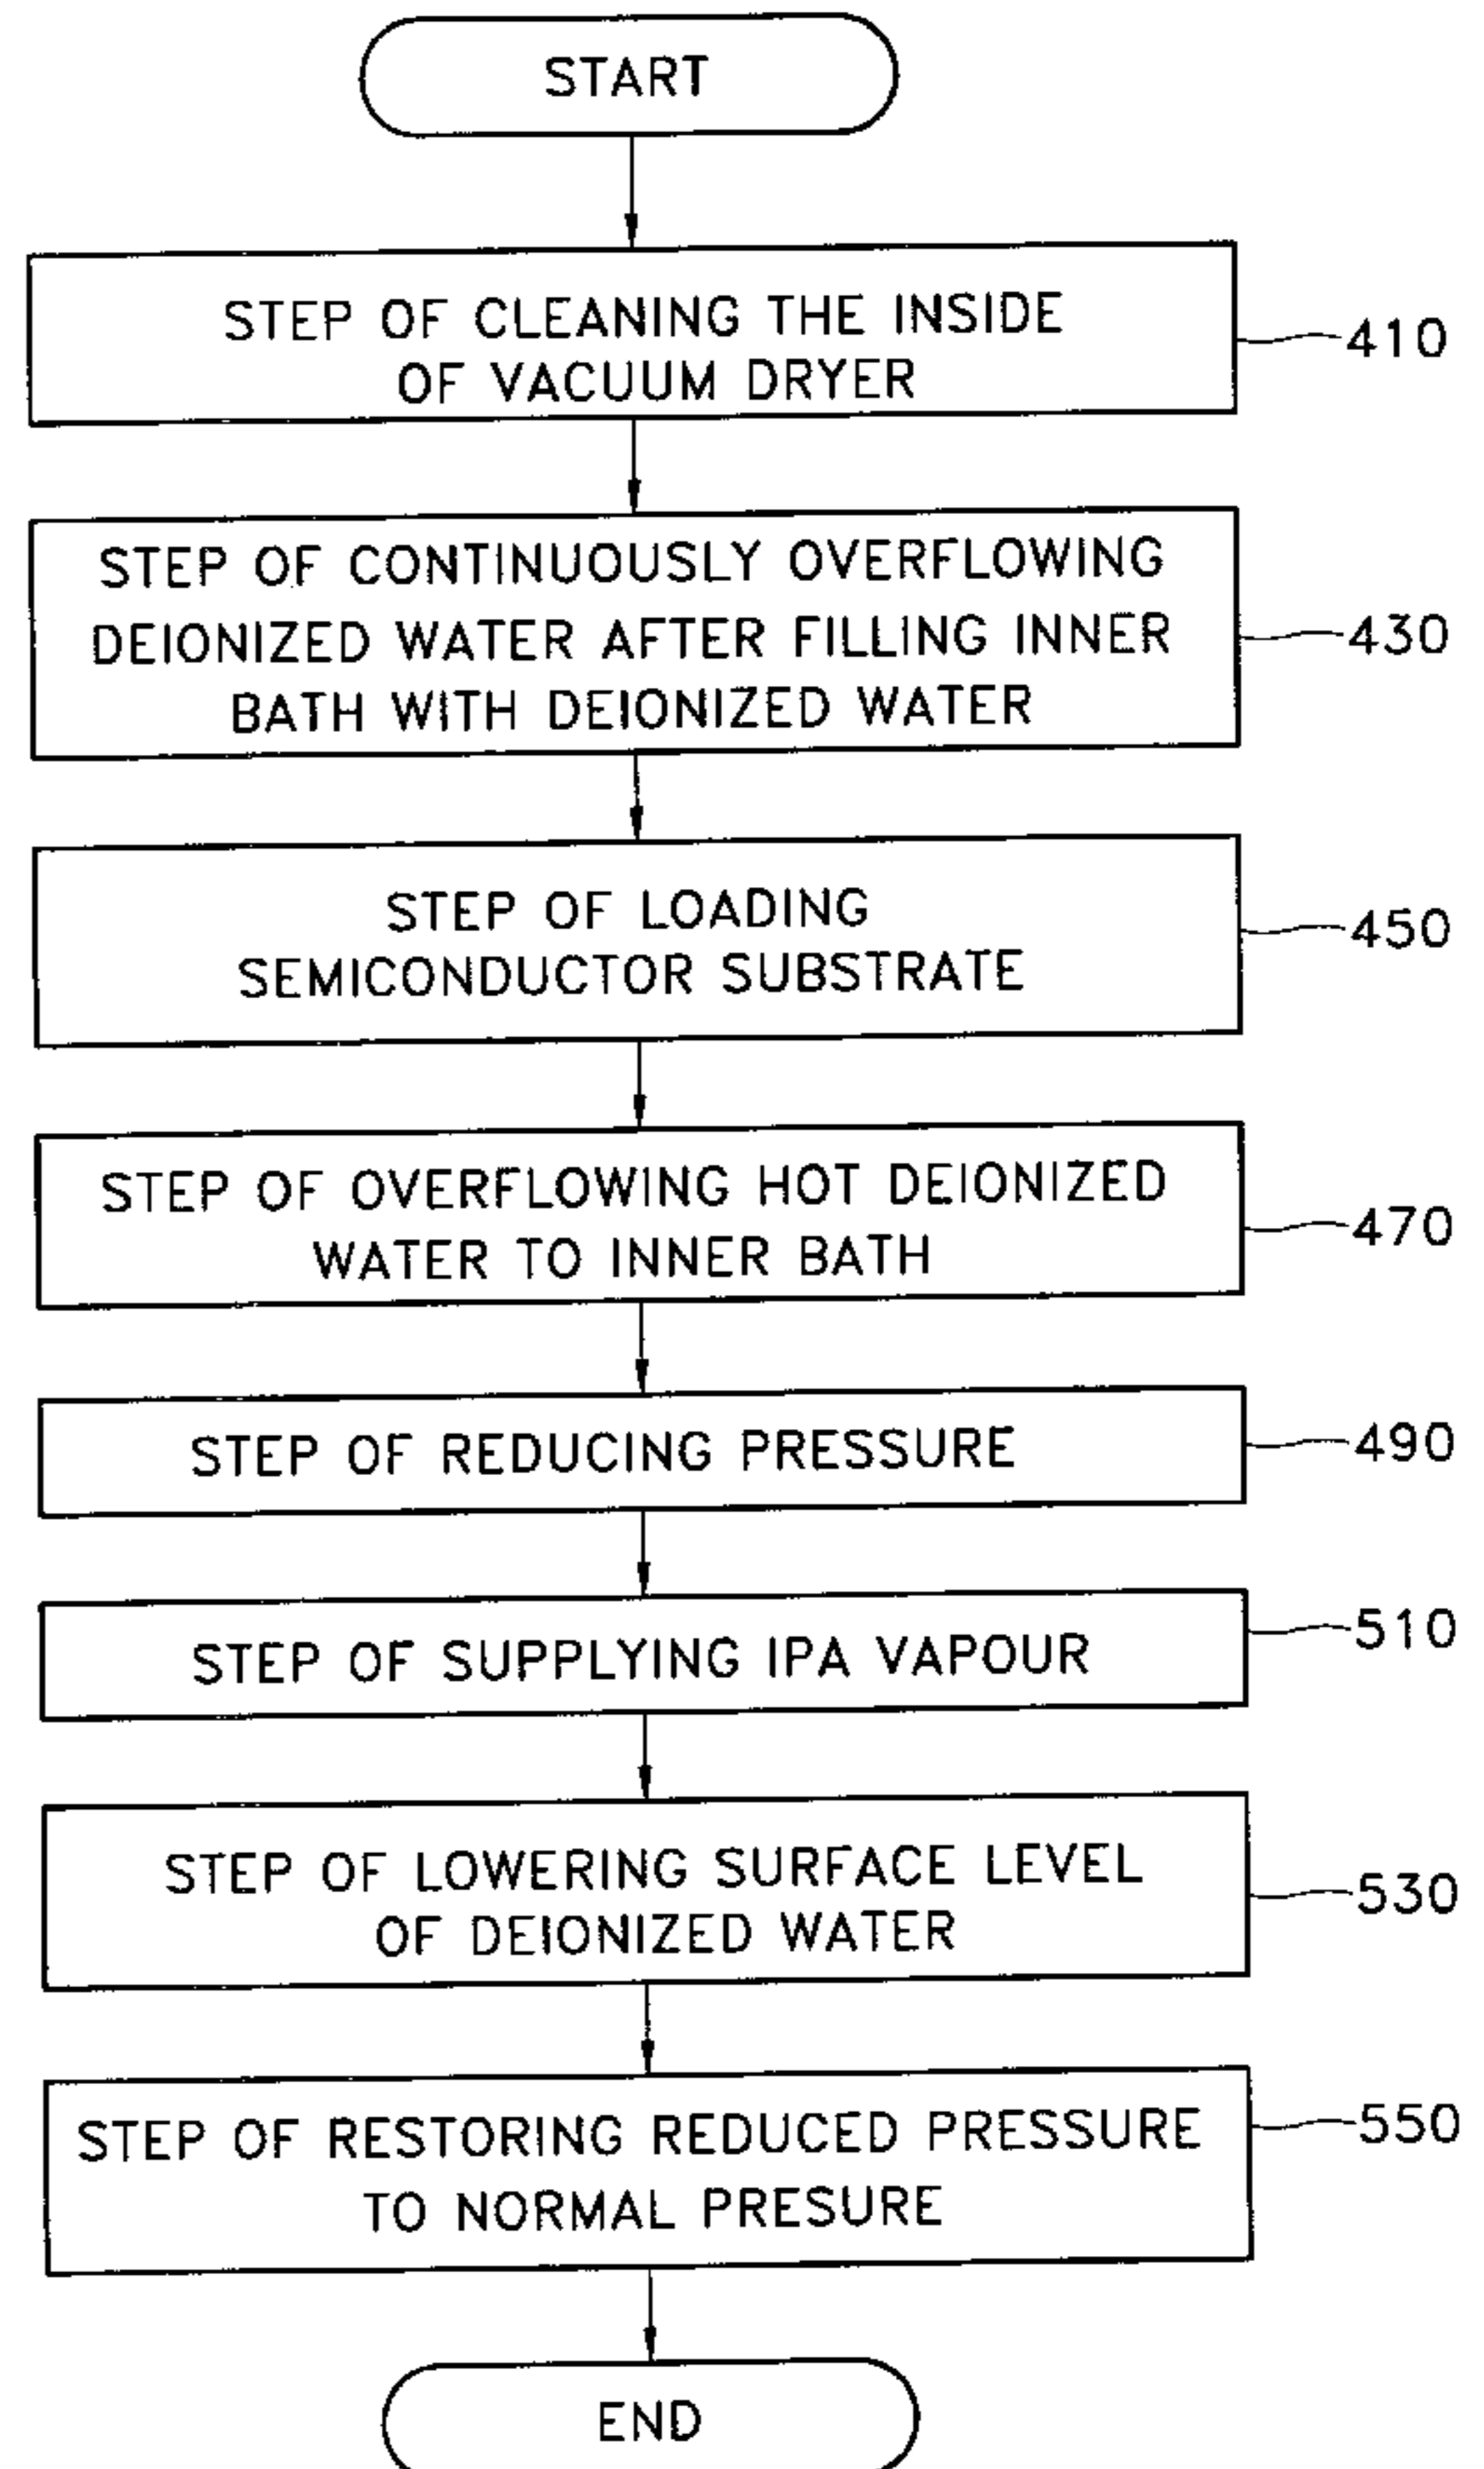 START
STEP OF CLEANING THE INSIDE
OF VACUUM DRYER
410
STEP OF CONTINUOUSLY OVERFLOWING
DEIONIZED WATER AFTER FILLING INNER
BATH WITH DEIONIZED WATER
430
STEP OF LOADING
SEMICONDUCTOR SUBSTRATE
450
STEP OF OVERFLOWING HOT DEIONIZED
WATER TO INNER BATH
470
STEP OF REDUCING PRESSURE
490
STEP OF SUPPLYING IPA VAPOUR
510
STEP OF LOWERING SURFACE LEVEL
OF DEIONIZED WATER
530
STEP OF RESTORING REDUCED PRESSURE
TO NORMAL PRESURE
550
END